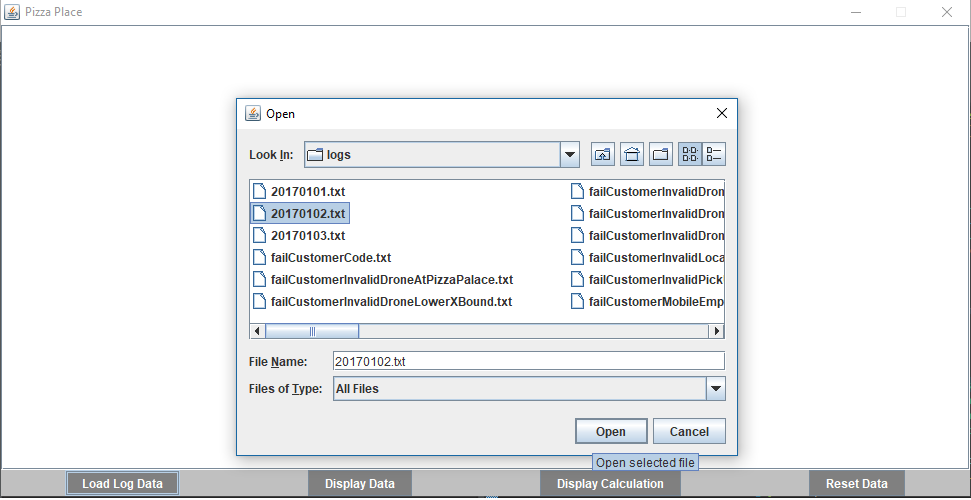 Pizza Place
Open
Look In:
logs
20170101.txt
20170102.txt
20170103.txt
failCustomerCode.txt
failCustomerInvalidDroneAtPizzaPalace.txt
failCustomerInvalidDroneLowerXBound.txt
failCustomerInvalidDron
failCustomerInvalidDron
failCustomerInvalidDron
failCustomerInvalidLoca
failCustomerInvalidPick
failCustomerMobileEmp
File Name:
20170102.txt
Files of Type:
All Files
Open
Cancel
Open selected file
Load Log Data
Display Data
Display Calculation
Reset Data